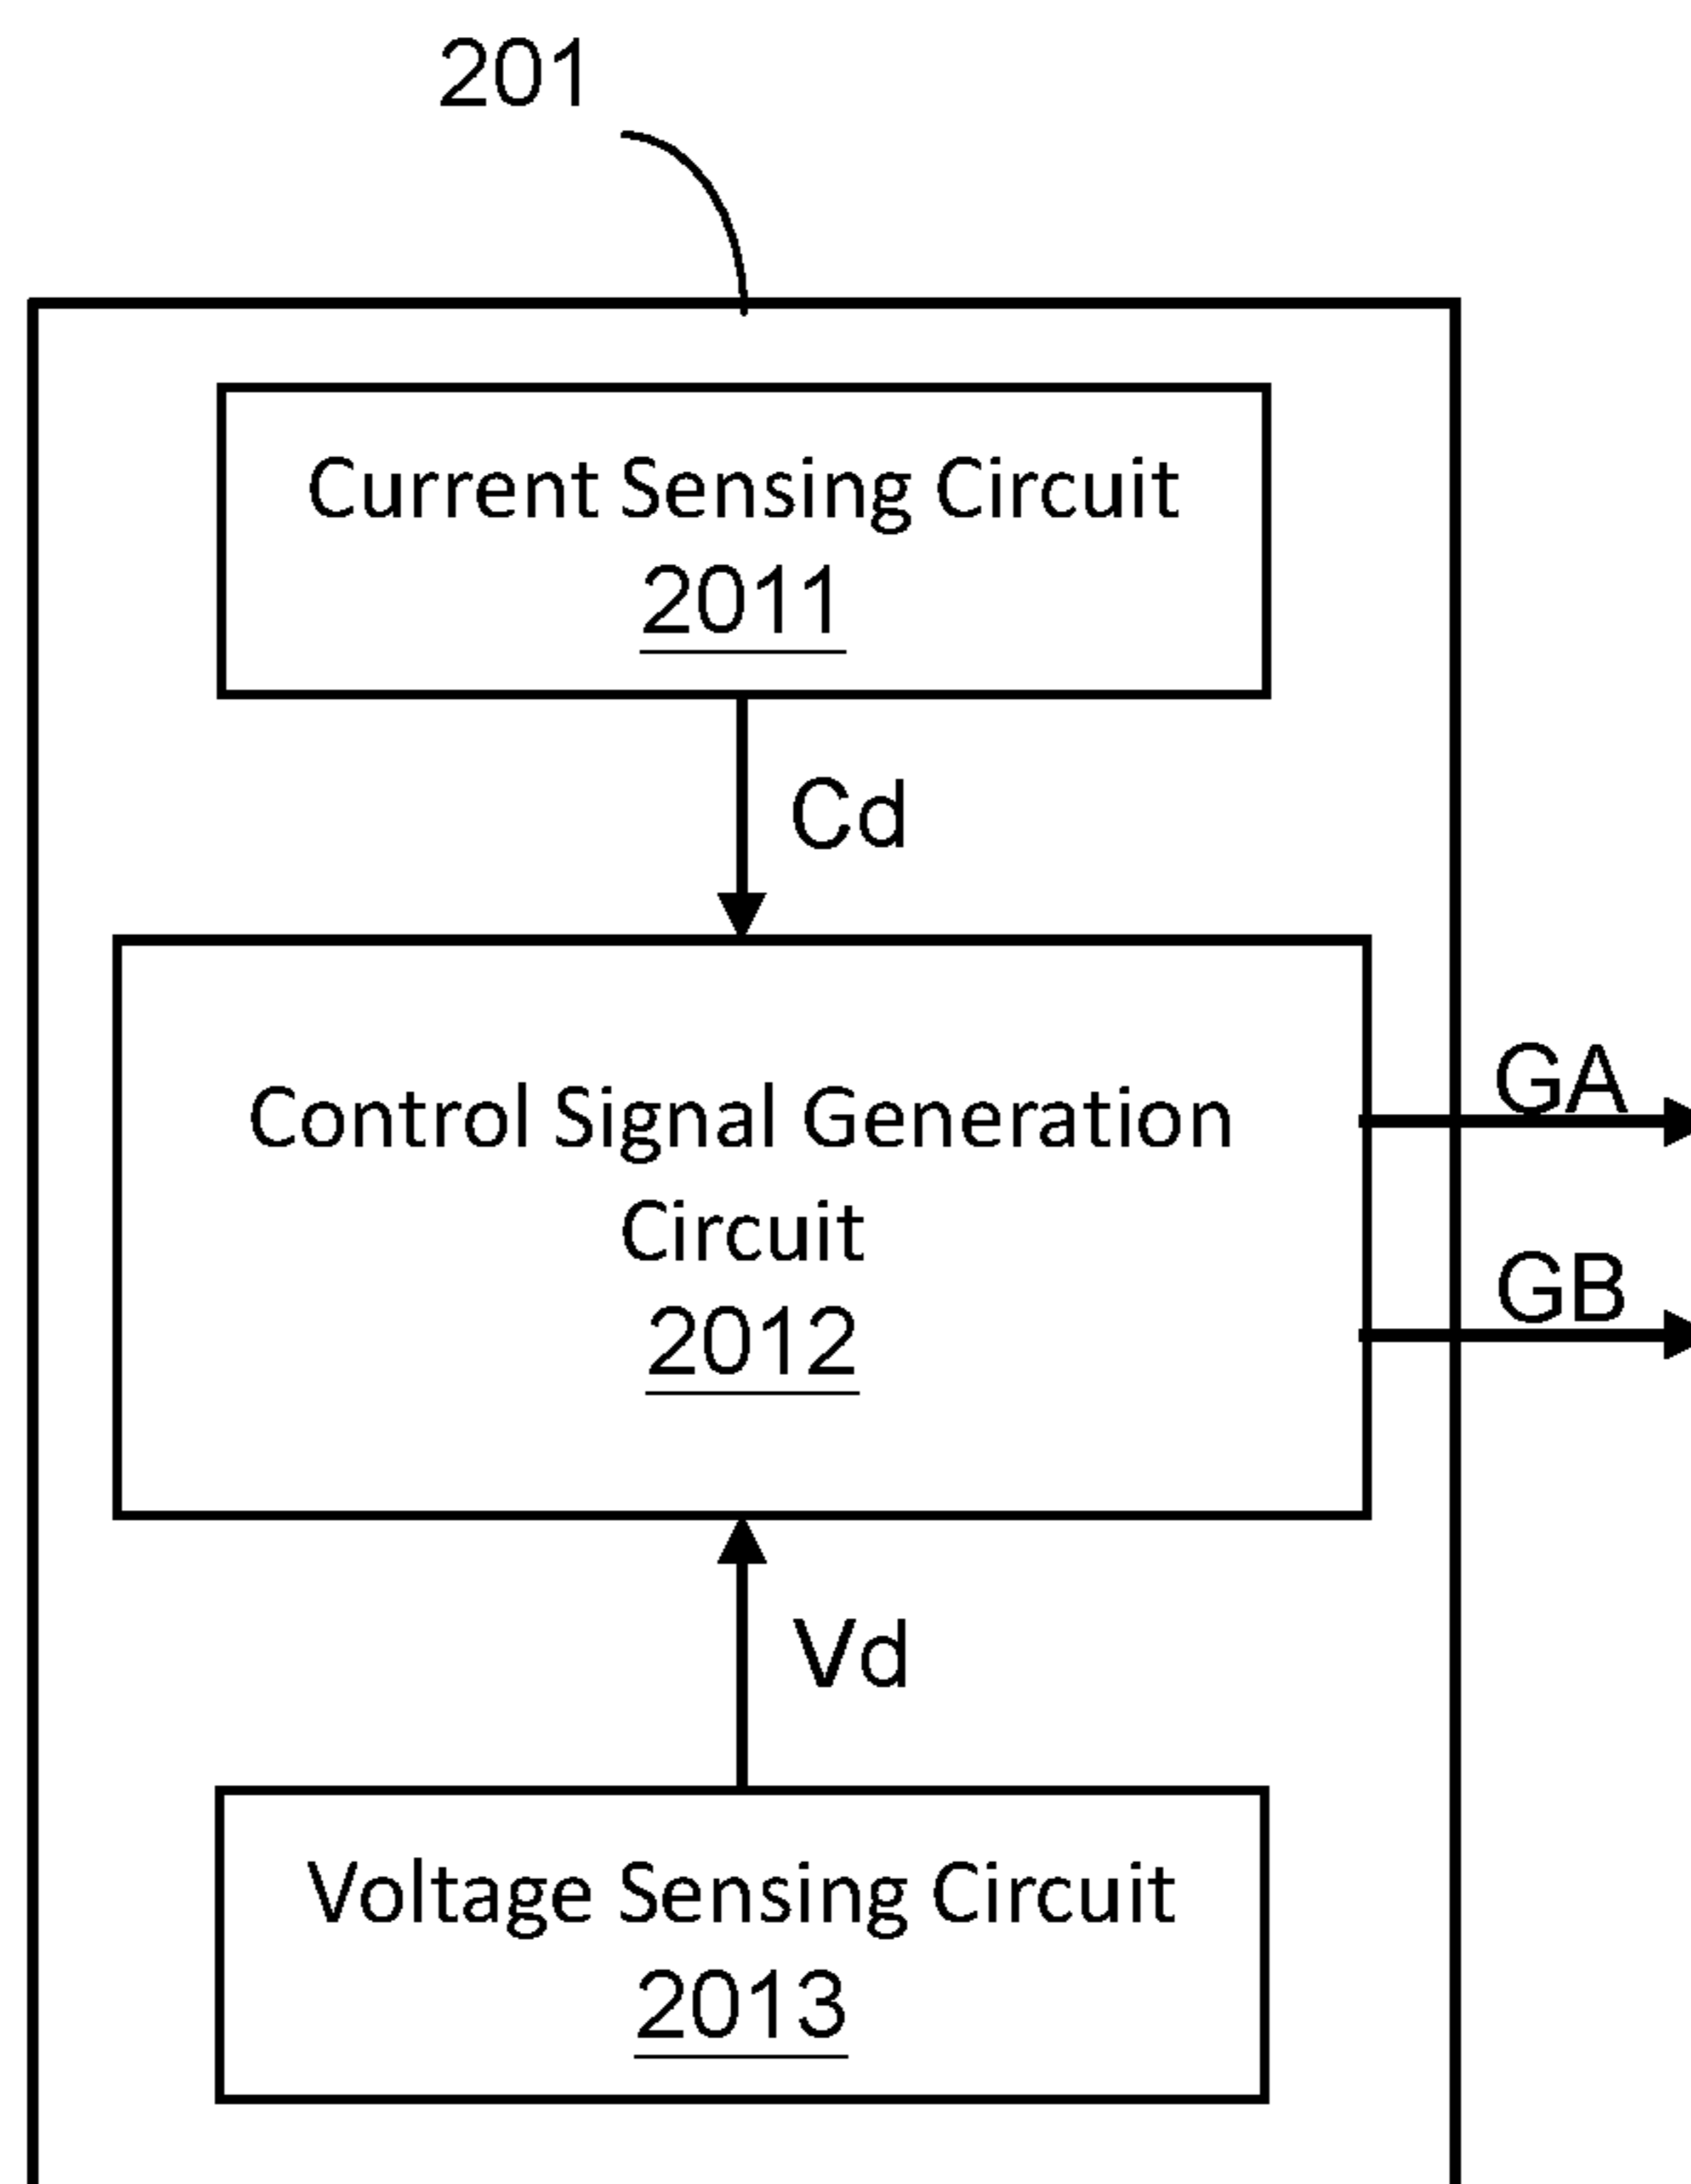 201
Current Sensing Circuit
2011
Cd
Control Signal Generation
Circuit
2012
GA
GB
Vd
Voltage Sensing Circuit
2013